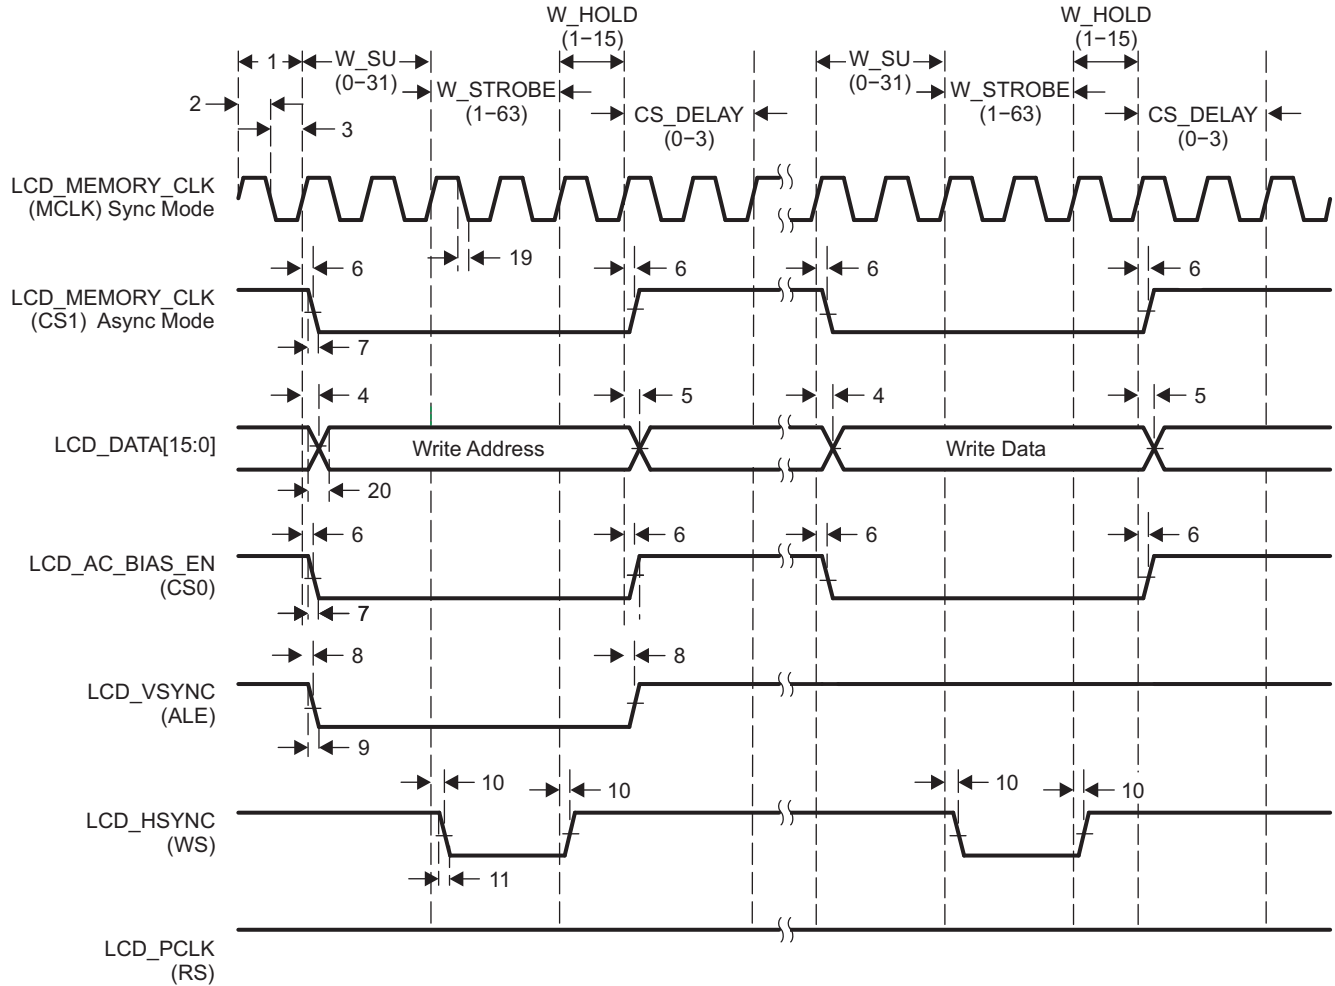 W_HOLD
(1−15)
W_HOLD
(1−15)
1
W_SU
(0−31)
W_SU
(0−31)
2
W_STROBE
(1−63)
W_STROBE
(1−63)
3
CS_DELAY
(0−3)
CS_DELAY
(0−3)
LCD_MEMORY_CLK
(MCLK) Sync Mode
19
6
6
6
6
LCD_MEMORY_CLK
(CS1) Async Mode
7
4
5
4
5
LCD_DATA[15:0]
Write Address
Write Data
20
6
6
6
6
LCD_AC_BIAS_EN
(CS0)
7
8
8
LCD_VSYNC
(ALE)
9
10
10
10
10
LCD_HSYNC
(WS)
11
LCD_PCLK
(RS)